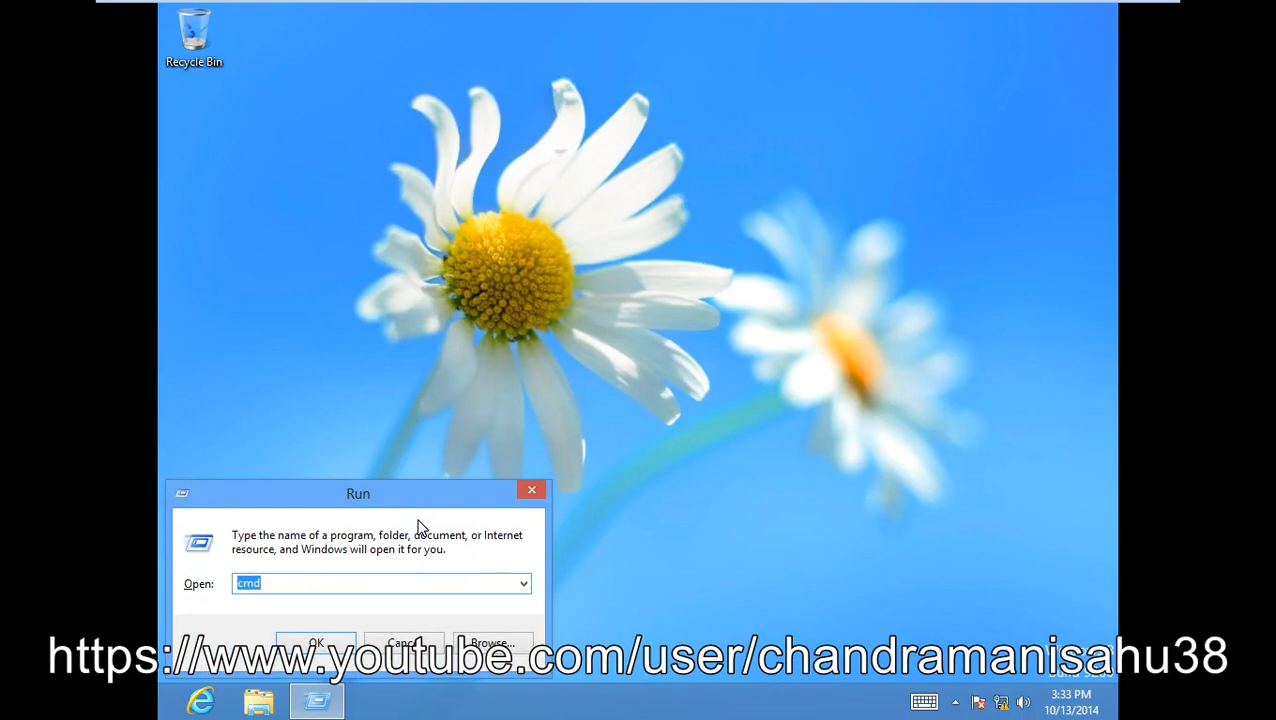 Recycle Bin
Run
Type the name of a program, folder, document, or Internet
resource, and Windows will open it for you.
Open:
cmd
OK
Browse...
https://www.youtube.com/user/chandramanisahu38
3:33 PM
10/13/2014